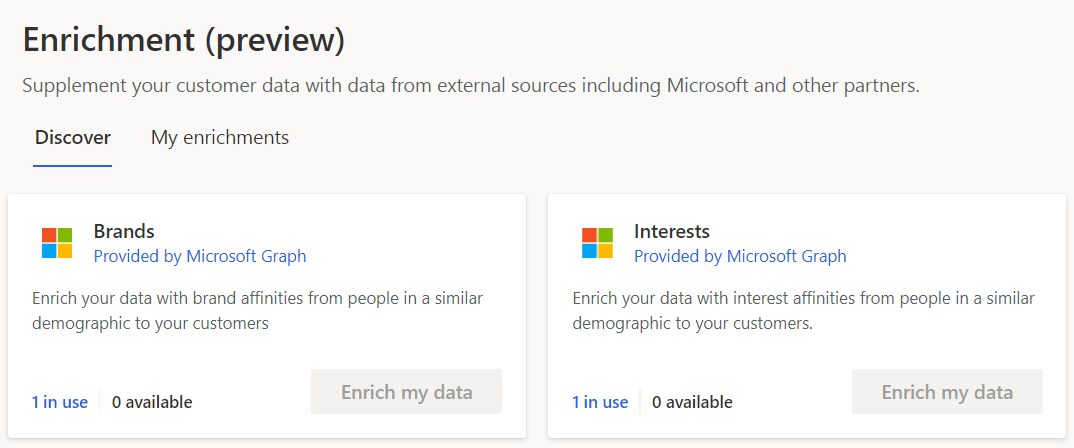 Enrichment (preview)
Supplement your customer data with data from external sources including Microsoft and other partners.
Discover My enrichments
Brands
Provided by Microsoft Graph
Enrich your data with brand affinities from people in a similar
demographic to your customers
1 in use 0 available Enrich my data
Interests
Provided by Microsoft Graph
Enrich your data with interest affinities from people in a similar
demographic to your customers.
1 in use 0 available Enrich my data